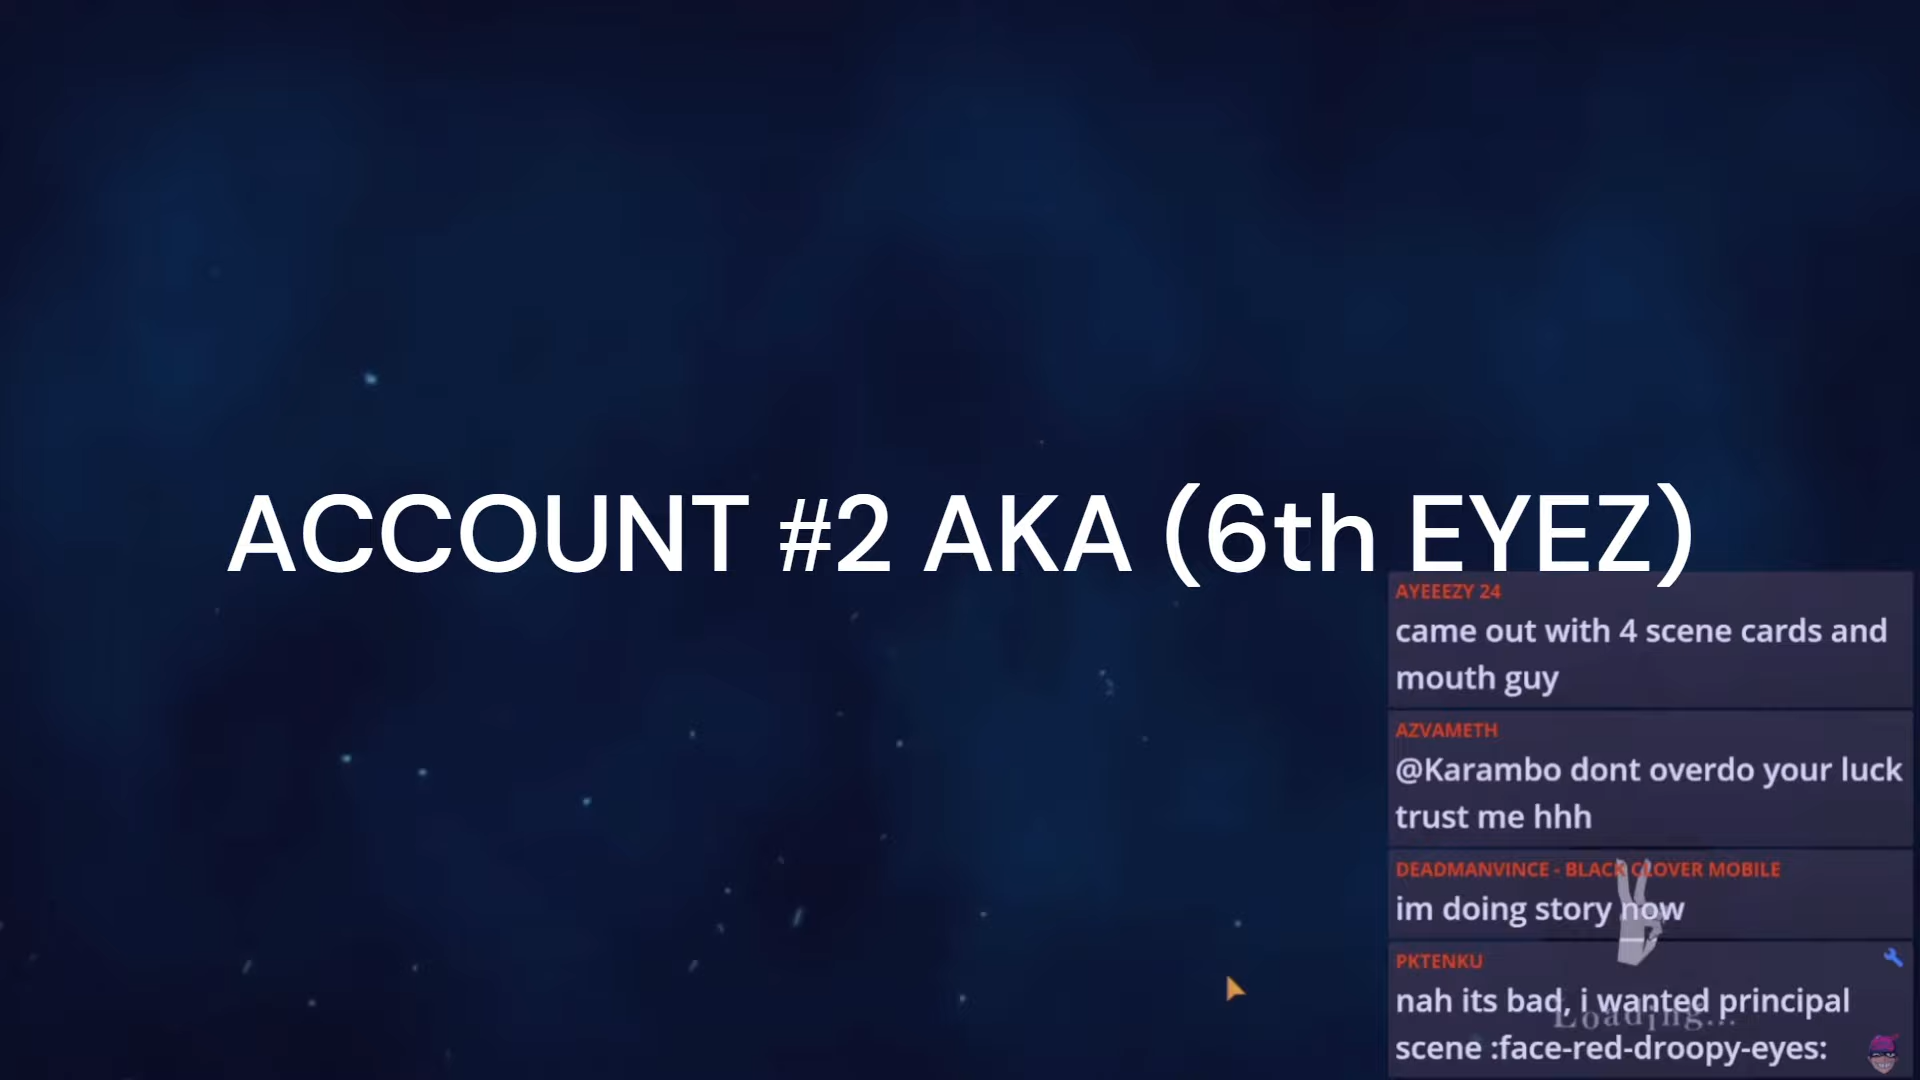 ACCOUNT #2 AKA (6th EYEZ)
AYEEEZY 24
came out with 4 scene cards and
mouth guy
AZVAMETH
@Karambo dont overdo your luck
trust me hhh
DEADMANVINCE - BLACK CLOVER MOBILE
im doing story now
PKTENKU
nah its bad, i wanted principal
Loading...
scene :face-red-droopy-eyes: